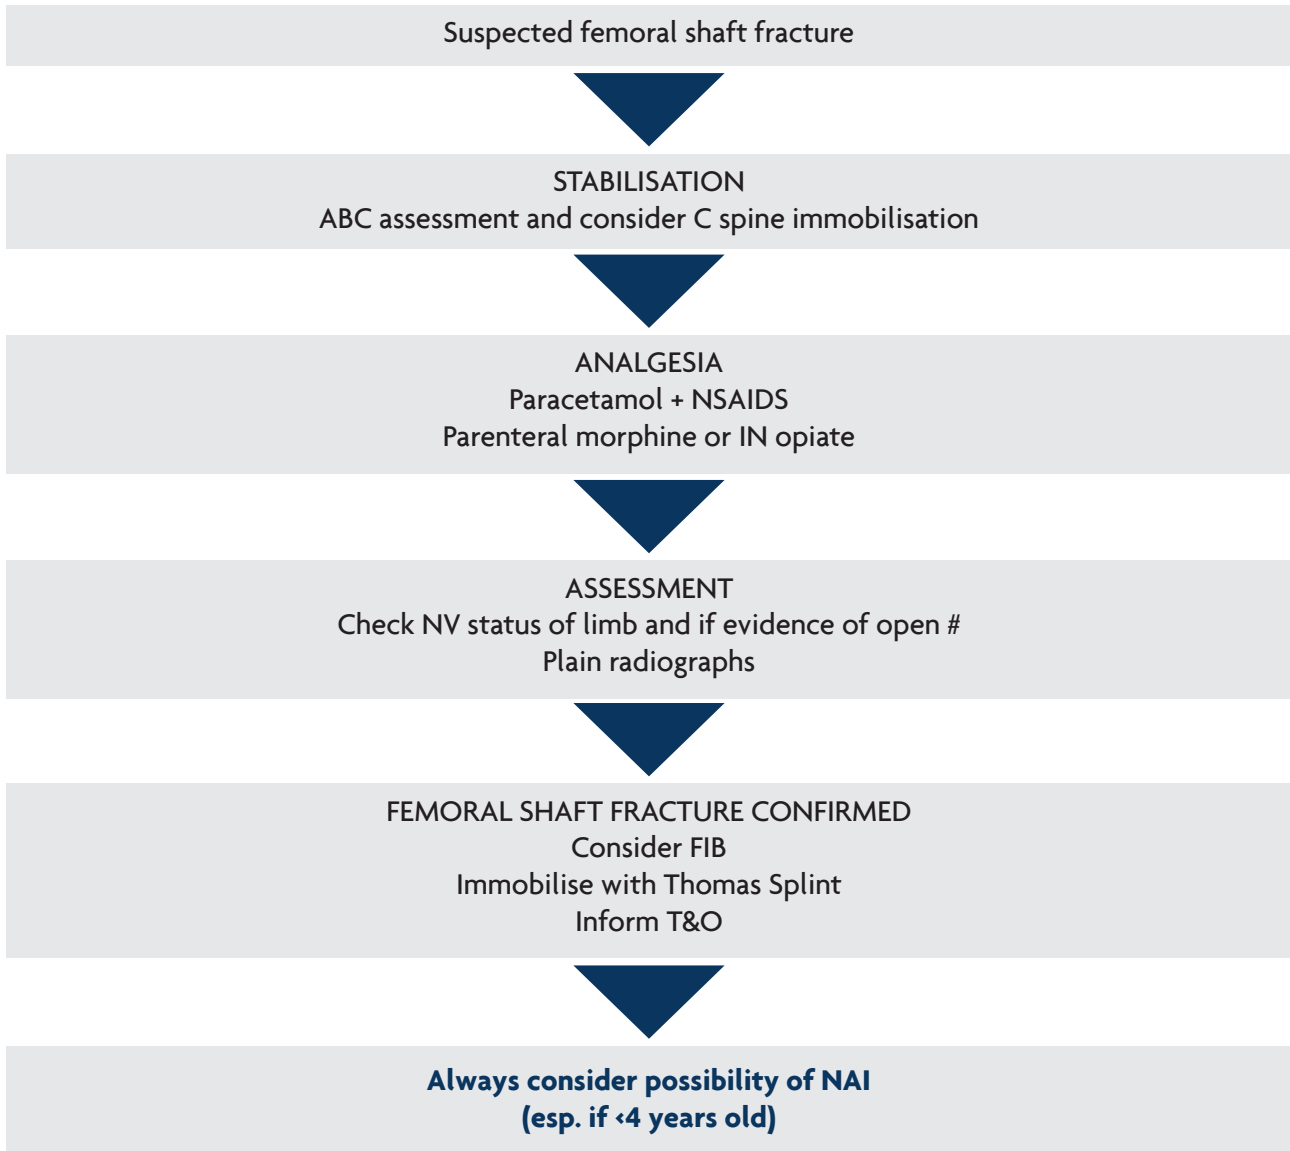 Suspected femoral shaft fracture
STABILISATION
ABC assessment and consider C spine immobilisation
ANALGESIA
Paracetamol + NSAIDS
Parenteral morphine or IN opiate
ASSESSMENT
Check NV status of limb and if evidence of open #
Plain radiographs
FEMORAL SHAFT FRACTURE CONFIRMED
Consider FIB
Immobilise with Thomas Splint
Inform T&O
Always consider possibility of NAI
(esp. if <4 years old)